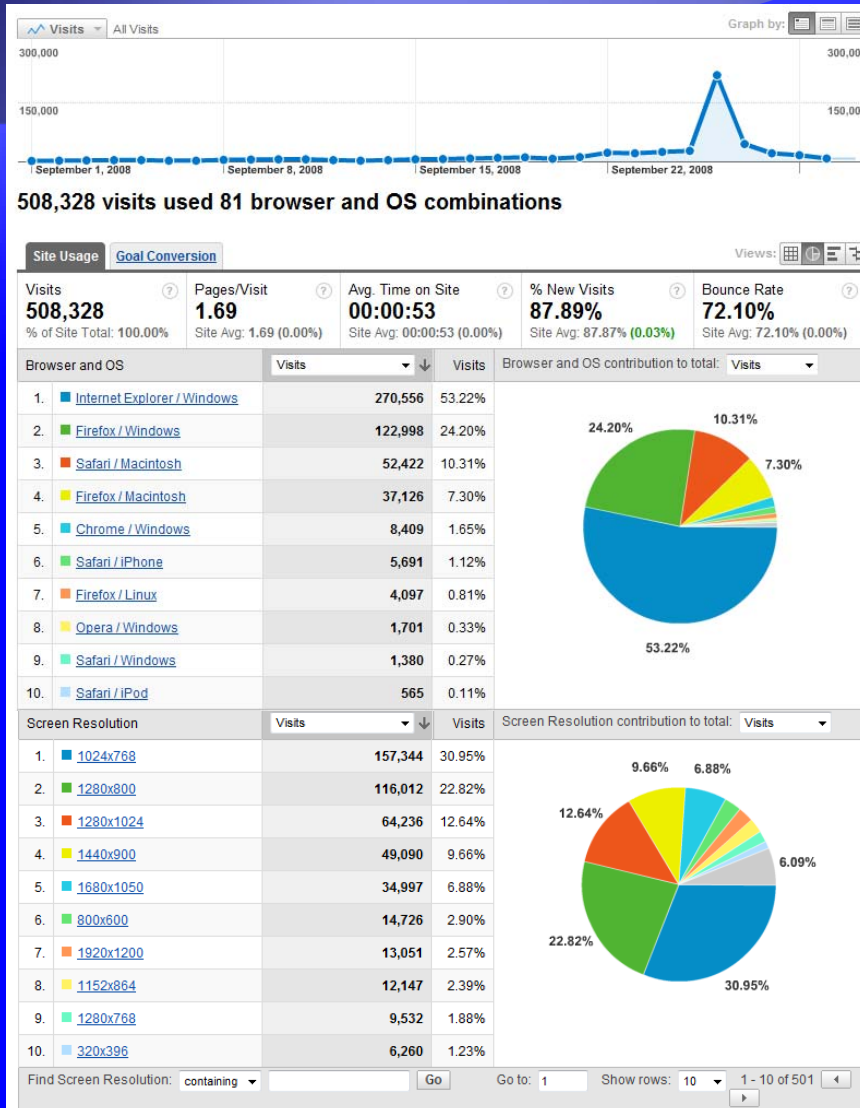 Visits All Visits Graph by:
300,000 300,00
150,000 150,00
September 1, 2008 September 8, 2008 September 15, 2008 September 22, 2008
508,328 visits used 81 browser and OS combinations
Site Usage Goal Conversion Views:
Visits ? Pages/Visit ? Avg. Time on Site ? % New Visits ? Bounce Rate ?
508,328 1.69 00:00:53 87.89% 72.10%
% of Site Total: 100.00% Site Avg: 1.69 (0.00%) Site Avg: 00:00:53 (0.00%) Site Avg: 87.87% (0.03%) Site Avg: 72.10% (0.00%)
Browser and OS Visits Visits Browser and OS contribution to total: Visits
1. Internet Explorer / Windows 270,556 53.22%
2. Firefox / Windows 122,998 24.20%
3. Safari / Macintosh 52,422 10.31%
4. Firefox / Macintosh 37,126 7.30%
5. Chrome / Windows 8,409 1.65%
6. Safari / iPhone 5,691 1.12%
7. Firefox / Linux 4,097 0.81%
8. Opera / Windows 1,701 0.33%
9. Safari / Windows 1,380 0.27%
10. Safari / iPod 565 0.11%
24.20% 10.31%
7.30%
53.22%
Screen Resolution Visits Visits Screen Resolution contribution to total: Visits
1. 1024x768 157,344 30.95%
2. 1280x800 116,012 22.82%
3. 1280x1024 64,236 12.64%
4. 1440x900 49,090 9.66%
5. 1680x1050 34,997 6.88%
6. 800x600 14,726 2.90%
7. 1920x1200 13,051 2.57%
8. 1152x864 12,147 2.39%
9. 1280x768 9,532 1.88%
10. 320x396 6,260 1.23%
9.66% 6.88%
12.64%
6.09%
22.82%
30.95%
Find Screen Resolution: containing Go Go to: 1 Show rows: 10 1 - 10 of 501